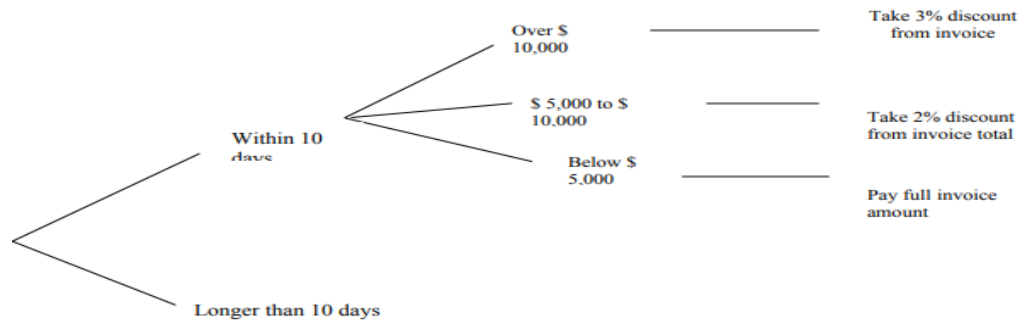 Over $
10,000
Take 3% discount
from invoice
$ 5,000 to $
10,000
Take 2% discount
from invoice total
Within 10
days
Below $
5,000
Pay full invoice
amount
Longer than 10 days